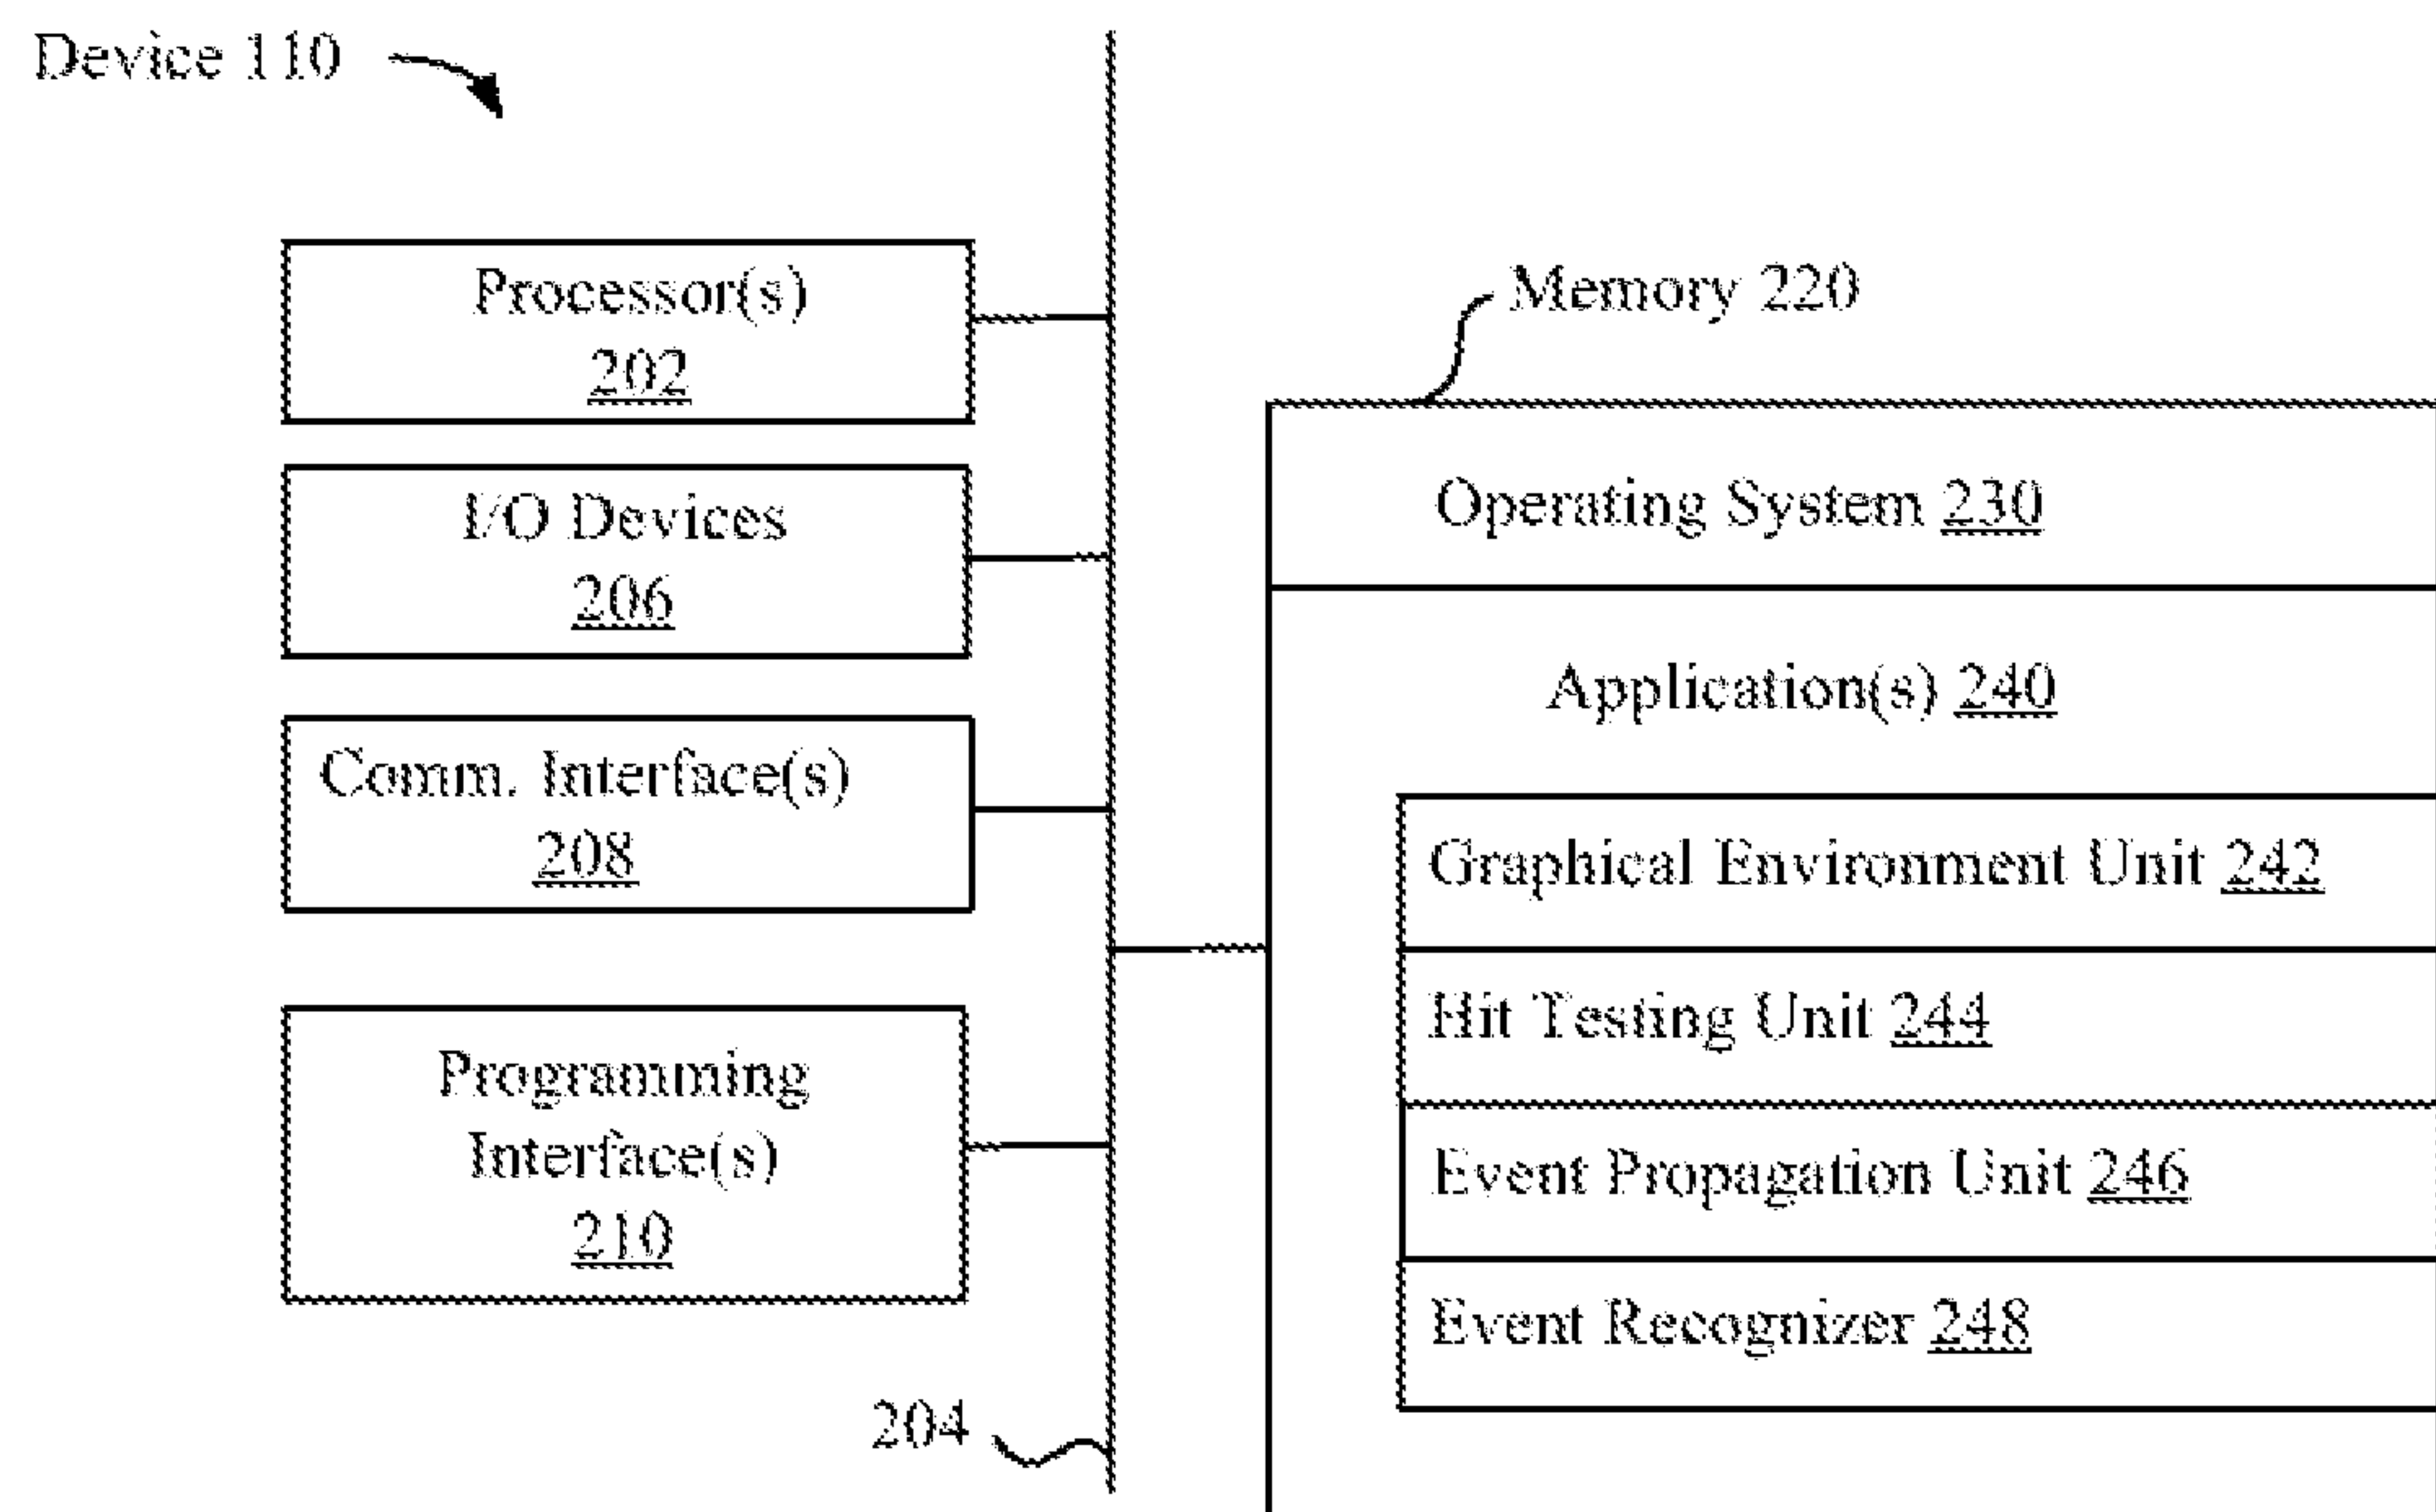 Device 110
Processor(s)
202
I/O Devices
206
Comm. Interface(s)
208
Programming
Interface(s)
210
204
Memory 220
Operating System 230
Application(s) 240
Graphical Environment Unit 242
Hit Testing Unit 244
Event Propagation Unit 246
Event Recognizer 248